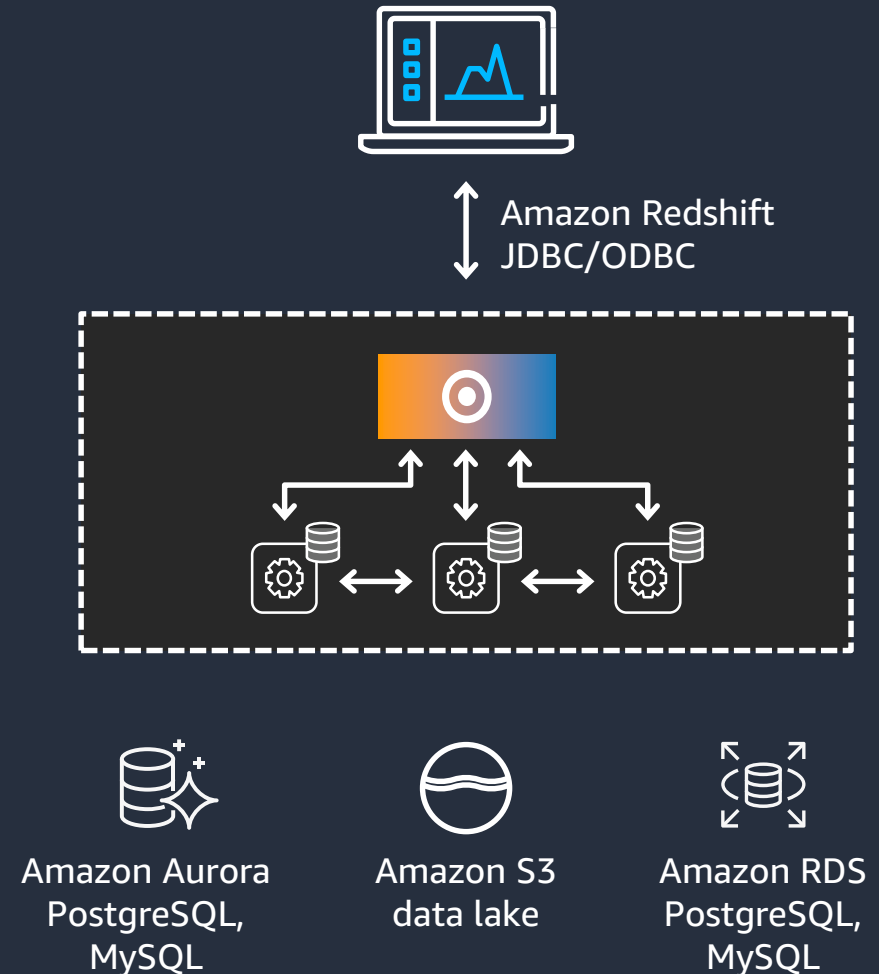 Amazon Redshift
JDBC/ODBC
Amazon Aurora
PostgreSQL,
MySQL
Amazon S3
data lake
Amazon RDS
PostgreSQL,
MySQL